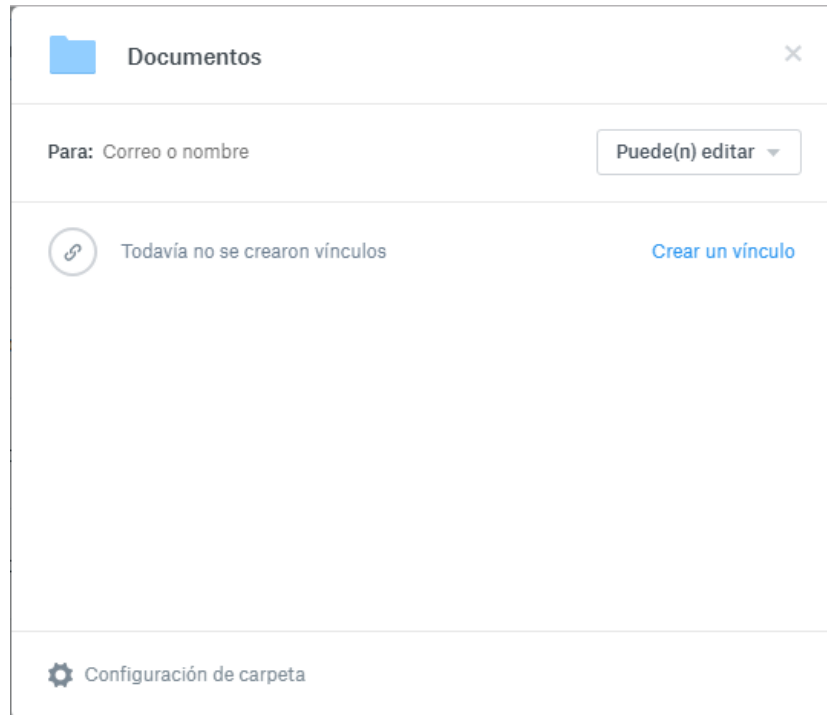 Documentos
Para: Correo o nombre
Puede(n) editar
Todavía no se crearon vínculos
Crear un vínculo
Configuración de carpeta